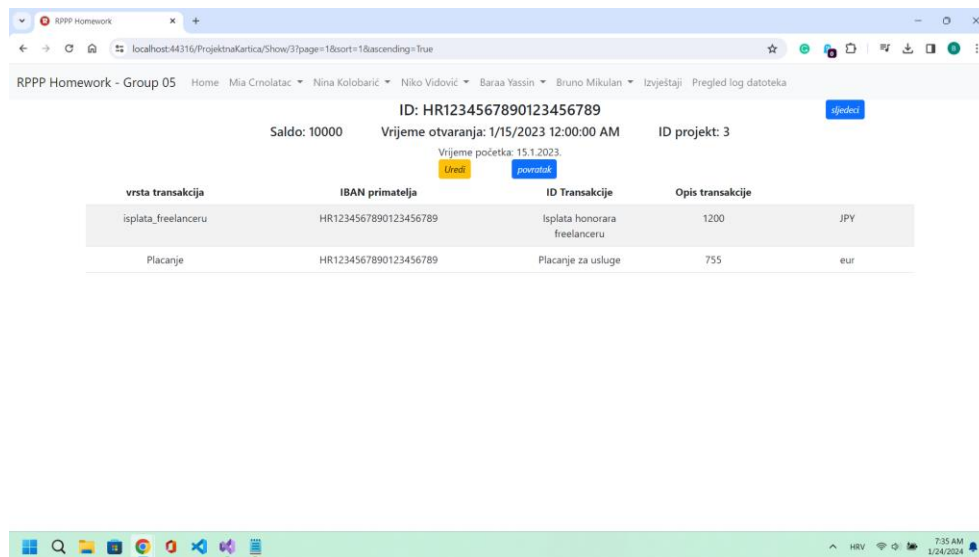 RPPP Homework
localhost:44316/ProjektnaKartica/Show/3?page=1&sort=1&ascending=True
RPPP Homework - Group 05 Home Mia Crnolatac Nina Kolobarić Niko Vidović Baraa Yassin Bruno Mikulan Izvještaji Pregled log datoteka
ID: HR1234567890123456789 sljedeci
Saldo: 10000 Vrijeme otvaranja: 1/15/2023 12:00:00 AM ID projekt: 3
Vrijeme početka: 15.1.2023.
Uredi povratak
vrsta transakcija IBAN primatelja ID Transakcije Opis transakcije
isplata_freelanceru HR1234567890123456789 Isplata honorara 1200 JPY
freelanceru
Placanje HR1234567890123456789 Placanje za usluge 755 eur
HRV 7:35 AM
1/24/2024